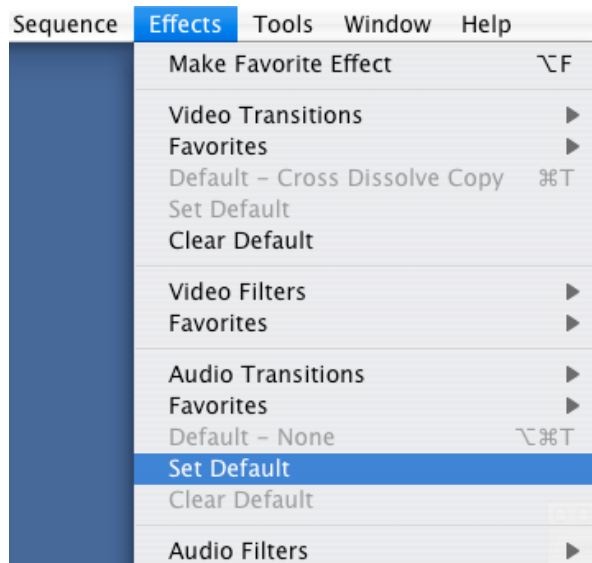 Sequence Effects Tools Window Help
Make Favorite Effect ⌥F
Video Transitions
Favorites
Default – Cross Dissolve Copy ⌘T
Set Default
Clear Default
Video Filters
Favorites
Audio Transitions
Favorites
Default – None ⌥⌘T
Set Default
Clear Default
Audio Filters